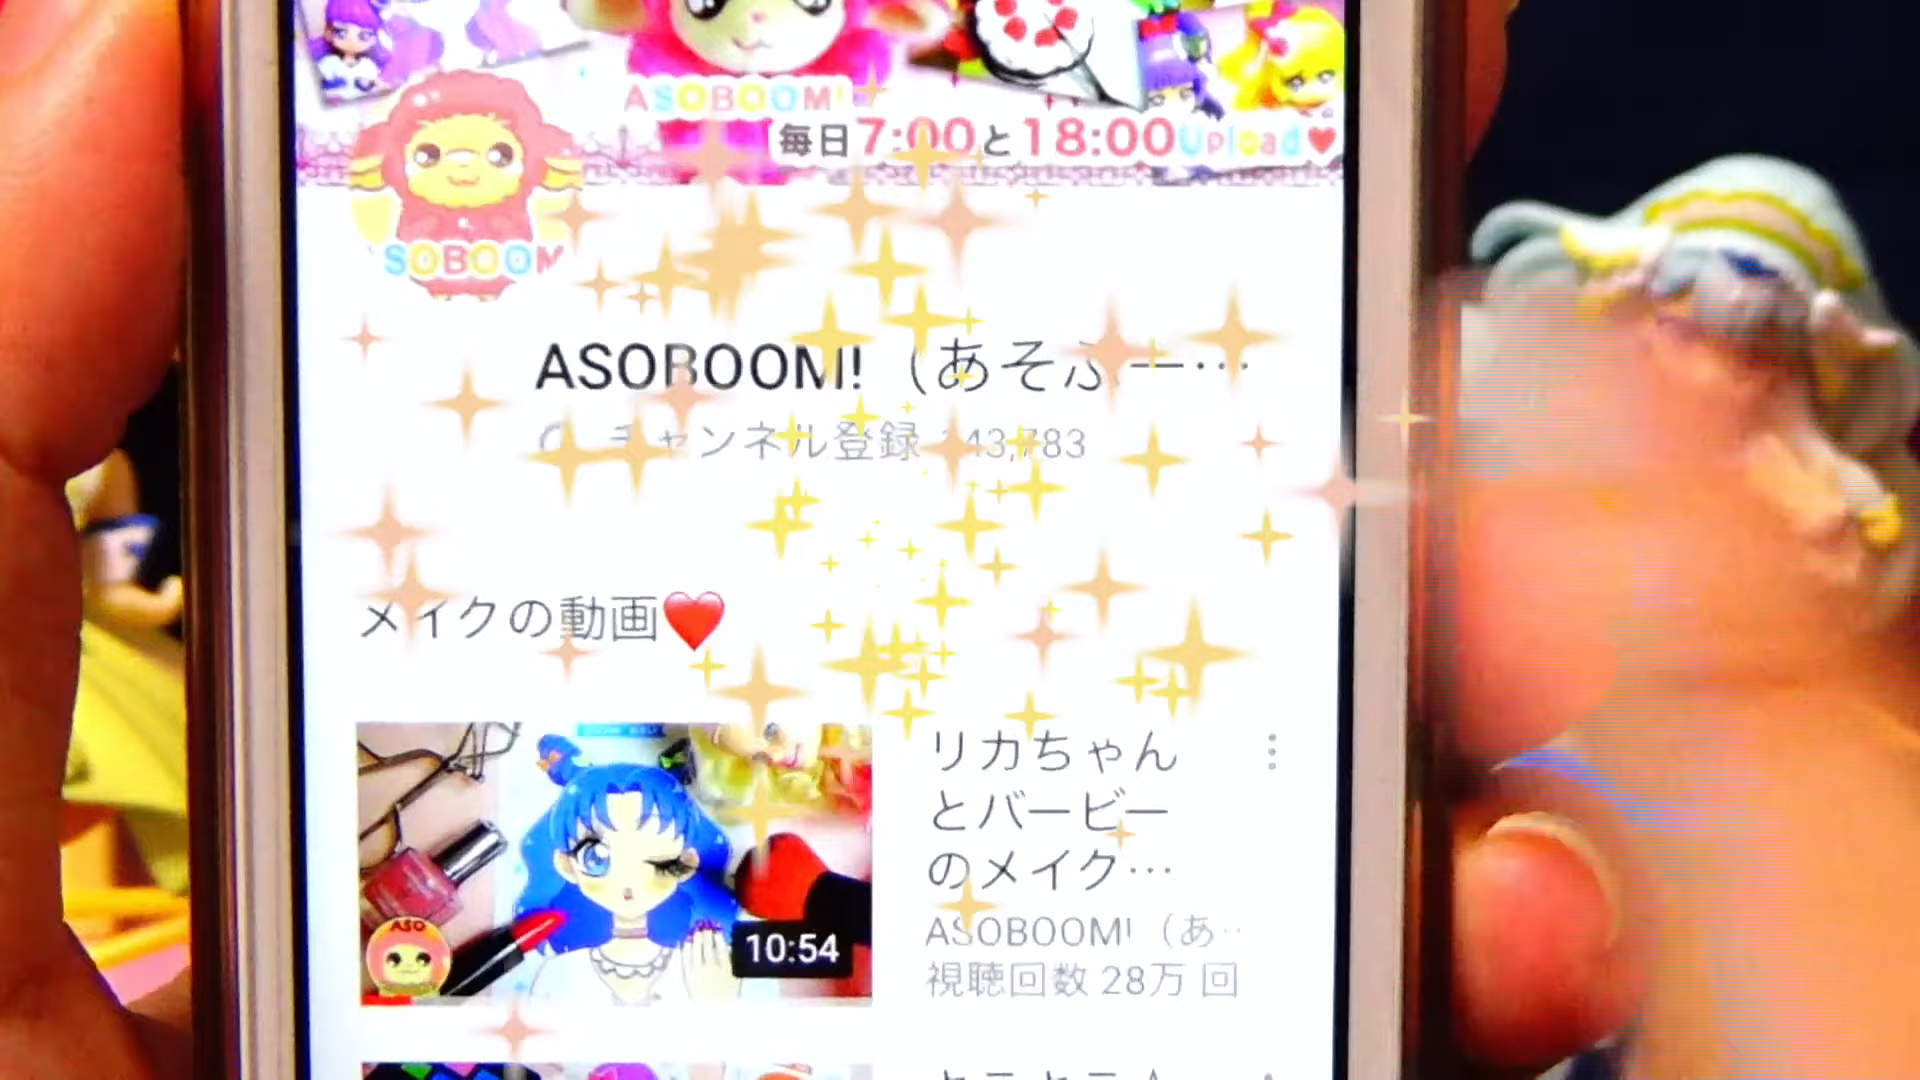 ASOBOOM!
毎日7:00と18:00Upload♥
ASOBOOM
ASOBOOM!（あそぶー…
チャンネル登録 143,783
メイクの動画❤️
リカちゃん
とバービー
のメイク…
ASOBOOM!（あ…
視聴回数 28万 回
ASO
10:54